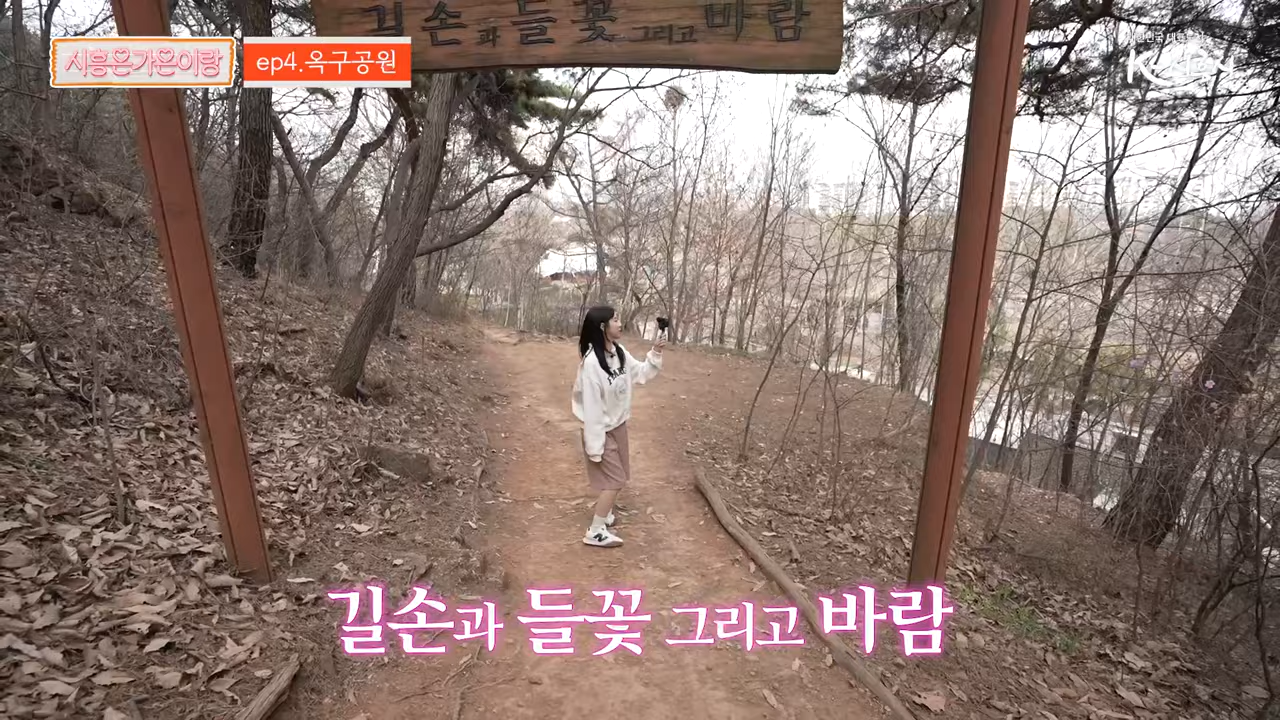 길손과 들꽃 그리고 바람
시흥은가은이랑
ep4.옥구공원
길손과 들꽃 그리고 바람